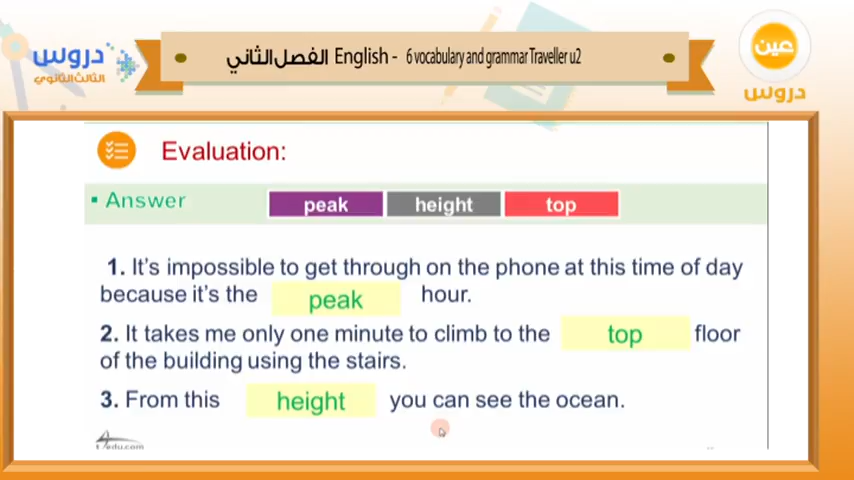 دروس
الثالث الثانوي
English - الفصل الثاني
6 vocabulary and grammar Traveller u2
عين
دروس
Evaluation:
▪ Answer
peak height top
1. It's impossible to get through on the phone at this time of day
because it's the peak hour.
2. It takes me only one minute to climb to the top floor
of the building using the stairs.
3. From this height you can see the ocean.